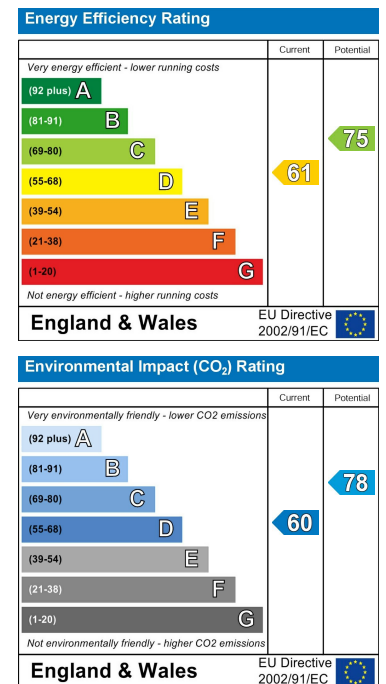 Energy Efficiency Rating
Current Potential
Very energy efficient - lower running costs
(92 plus) A
(81-91) B
75
(69-80) C
61
(55-68) D
(39-54) E
(21-38) F
(1-20) G
Not energy efficient - higher running costs
England & Wales
EU Directive
2002/91/EC
Environmental Impact (CO₂) Rating
Current Potential
Very environmentally friendly - lower CO2 emissions
(92 plus) A
(81-91) B
78
(69-80) C
60
(55-68) D
(39-54) E
(21-38) F
(1-20) G
Not environmentally friendly - higher CO2 emissions
England & Wales
EU Directive
2002/91/EC